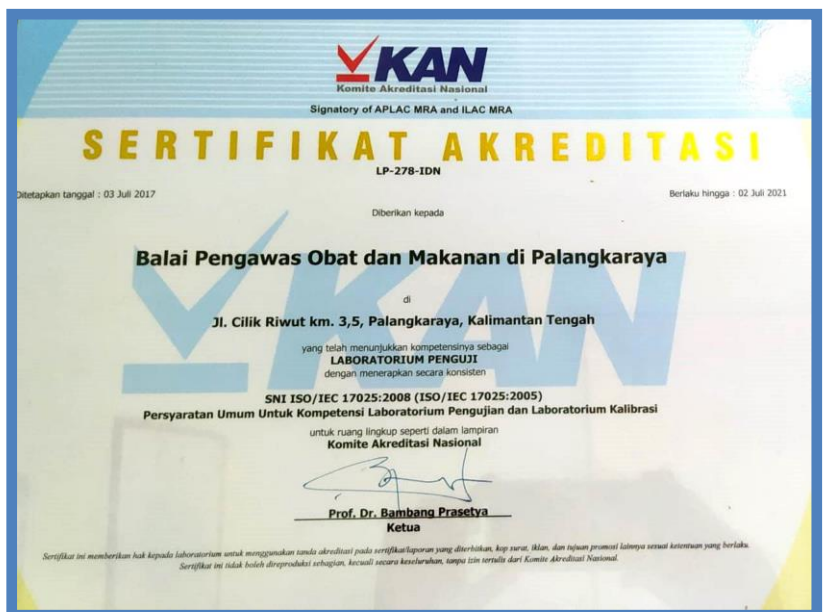 KAN
Komite Akreditasi Nasional
Signatory of APLAC MRA and ILAC MRA
SERTIFIKAT AKREDITASI
LP-278-IDN
Ditetapkan tanggal : 03 Juli 2017
Berlaku hingga : 02 Juli 2021
Diberikan kepada
Balai Pengawas Obat dan Makanan di Palangkaraya
di
Jl. Cilik Riwut km. 3,5, Palangkaraya, Kalimantan Tengah
yang telah menunjukkan kompetensinya sebagai
LABORATORIUM PENGUJI
dengan menerapkan secara konsisten
SNI ISO/IEC 17025:2008 (ISO/IEC 17025:2005)
Persyaratan Umum Untuk Kompetensi Laboratorium Pengujian dan Laboratorium Kalibrasi
untuk ruang lingkup seperti dalam lampiran
Komite Akreditasi Nasional
Prof. Dr. Bambang Prasetya
Ketua
Sertifikat ini memberikan hak kepada laboratorium untuk menggunakan tanda akreditasi pada sertifikat/laporan yang diterbitkan, kop surat, iklan, dan tujuan promosi lainnya sesuai ketentuan yang berlaku.
Sertifikat ini tidak boleh direproduksi sebagian, kecuali secara keseluruhan, tanpa izin tertulis dari Komite Akreditasi Nasional.
KAN